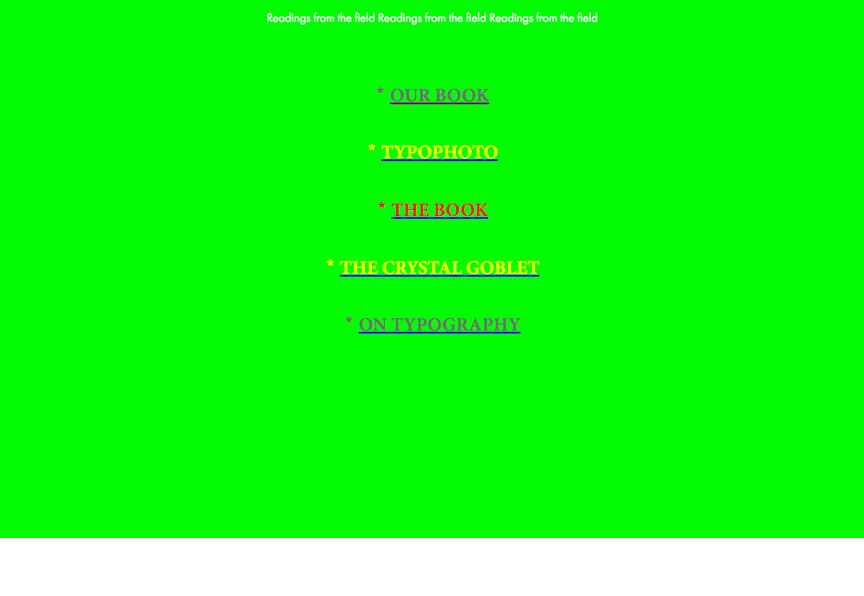 Readings from the field Readings from the field Readings from the field
* OUR BOOK
* TYPOPHOTO
* THE BOOK
* THE CRYSTAL GOBLET
* ON TYPOGRAPHY